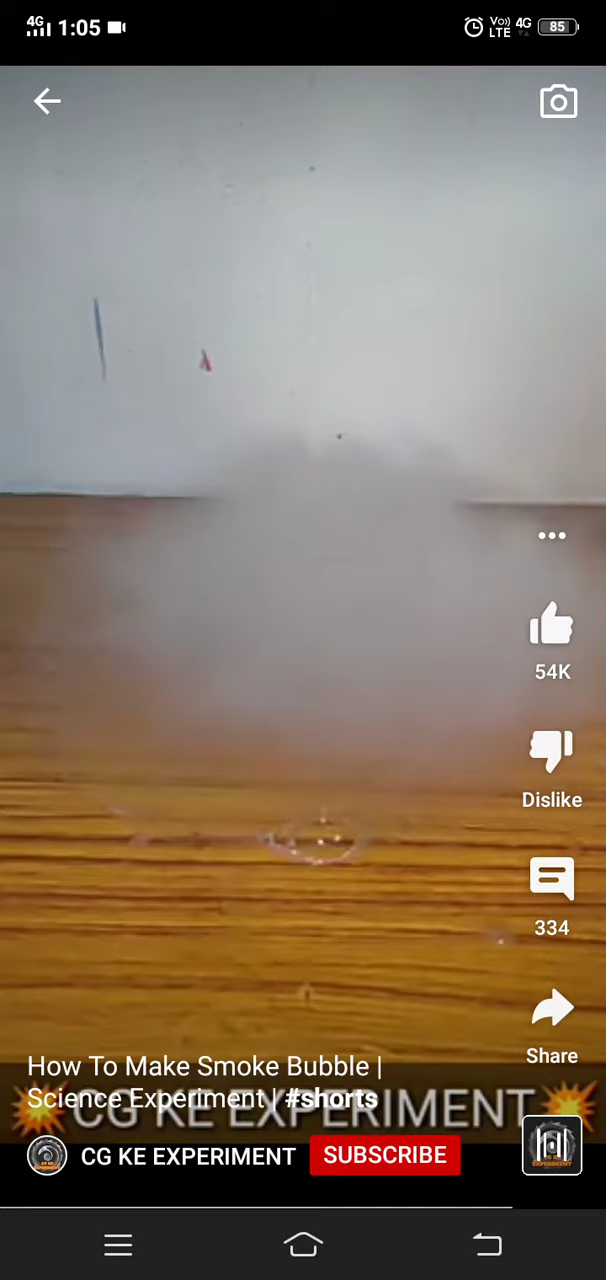 4G 1:05 Vo)) LTE 4G 85
54K
Dislike
334
Share
How To Make Smoke Bubble |
Science Experiment | #shorts
CG KE EXPERIMENT
CG KE EXPERIMENT SUBSCRIBE